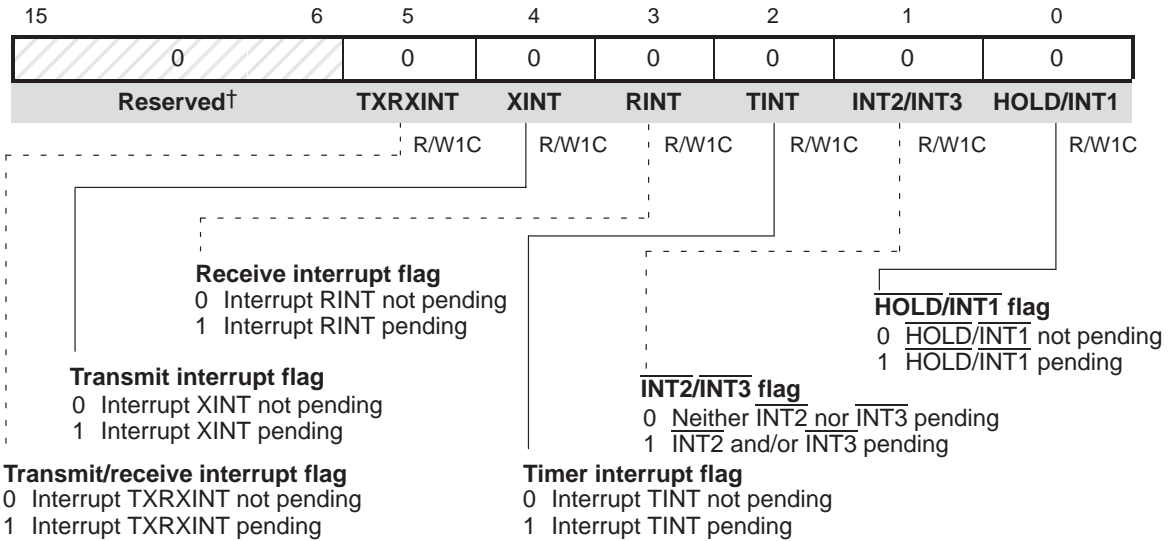 15 6 5 4 3 2 1 0
0 0 0 0 0 0 0
Reserved† TXRXINT XINT RINT TINT INT2/INT3 HOLD/INT1
R/W1C R/W1C R/W1C R/W1C R/W1C R/W1C
Receive interrupt flag
0 Interrupt RINT not pending
1 Interrupt RINT pending
HOLD/INT1 flag
0 HOLD/INT1 not pending
1 HOLD/INT1 pending
Transmit interrupt flag
0 Interrupt XINT not pending
1 Interrupt XINT pending
INT2/INT3 flag
0 Neither INT2 nor INT3 pending
1 INT2 and/or INT3 pending
Transmit/receive interrupt flag
0 Interrupt TXRXINT not pending
1 Interrupt TXRXINT pending
Timer interrupt flag
0 Interrupt TINT not pending
1 Interrupt TINT pending